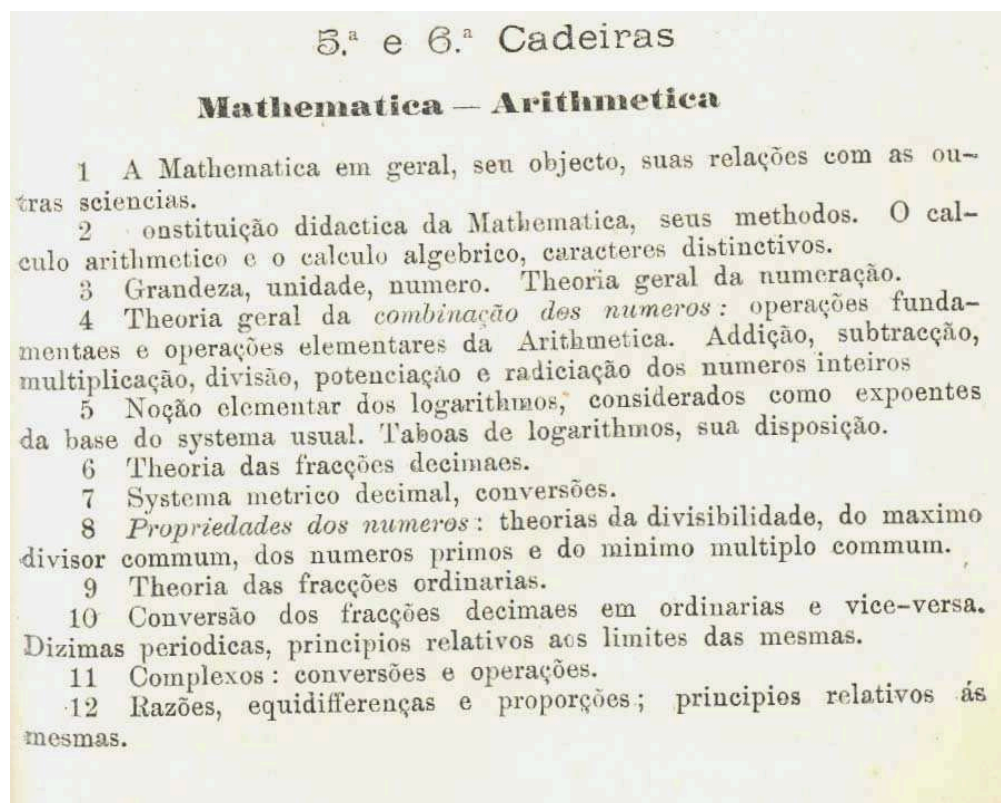 5.ª e 6.ª Cadeiras
Mathematica — Arithmetica
1 A Mathematica em geral, seu objecto, suas relações com as ou-
tras sciencias.
2 onstituição didactica da Mathematica, seus methodos. O cal-
culo arithmetico e o calculo algebrico, caracteres distinctivos.
3 Grandeza, unidade, numero. Theoria geral da numeração.
4 Theoria geral da combinação dos numeros : operações funda-
mentaes e operações elementares da Arithmetica. Addição, subtracção,
multiplicação, divisão, potenciação e radiciação dos numeros inteiros
5 Noção elementar dos logarithmos, considerados como expoentes
da base do systema usual. Taboas de logarithmos, sua disposição.
6 Theoria das fracções decimaes.
7 Systema metrico decimal, conversões.
8 Propriedades dos numeros : theorias da divisibilidade, do maximo
divisor commum, dos numeros primos e do minimo multiplo commum.
9 Theoria das fracções ordinarias.
10 Conversão dos fracções decimaes em ordinarias e vice-versa.
Dizimas periodicas, principios relativos aos limites das mesmas.
11 Complexos : conversões e operações.
12 Razões, equidifferenças e proporções ; principios relativos ás
mesmas.